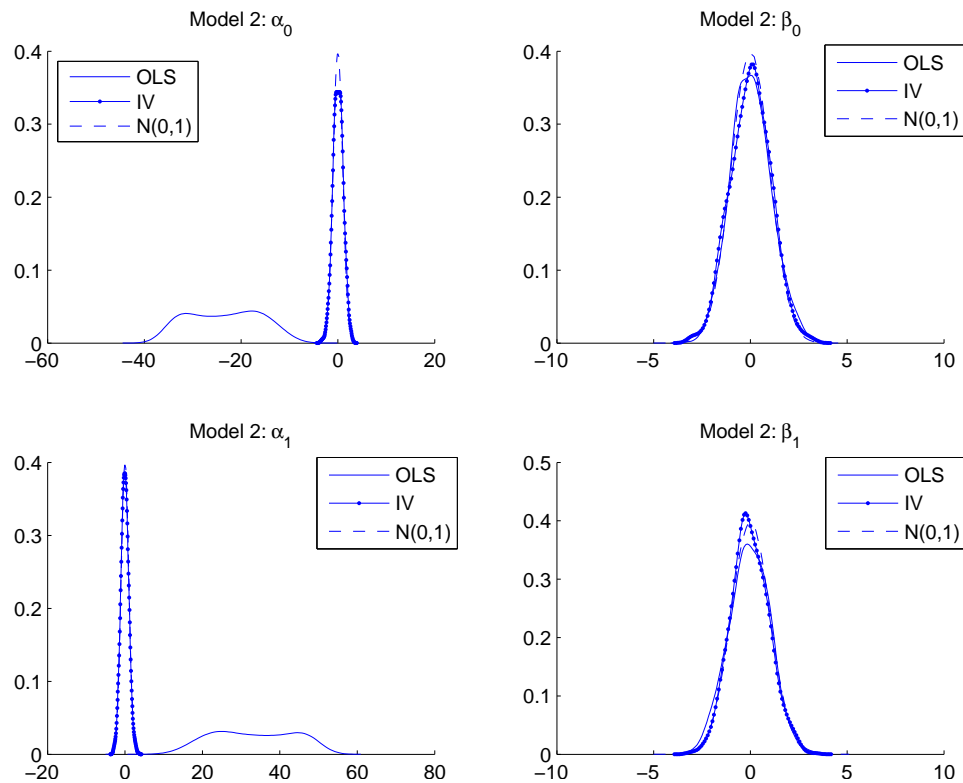 Model 2: α₀
0.4
0.3
0.2
0.1
0
−60
−40
−20
0
20
OLS
IV
N(0,1)
Model 2: β₀
0.4
0.3
0.2
0.1
0
−10
−5
0
5
10
OLS
IV
N(0,1)
Model 2: α₁
0.4
0.3
0.2
0.1
0
−20
0
20
40
60
80
OLS
IV
N(0,1)
Model 2: β₁
0.5
0.4
0.3
0.2
0.1
0
−10
−5
0
5
10
OLS
IV
N(0,1)